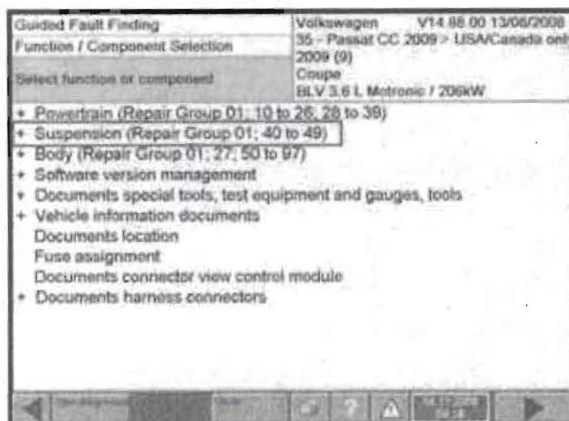 Guided Fault Finding
Function / Component Selection
Select function or component
Volkswagen V14.88.00 13/06/2008
35 - Passat CC 2009 > USA/Canada only
2009 (9)
Coupe
BLV 3.6 L Motronic / 206kW
+ Powertrain (Repair Group 01; 10 to 26; 28 to 39)
+ Suspension (Repair Group 01; 40 to 49)
+ Body (Repair Group 01; 27; 50 to 97)
+ Software version management
+ Documents special tools, test equipment and gauges, tools
+ Vehicle information documents
Documents location
Fuse assignment
Documents connector view control module
+ Documents harness connectors
?